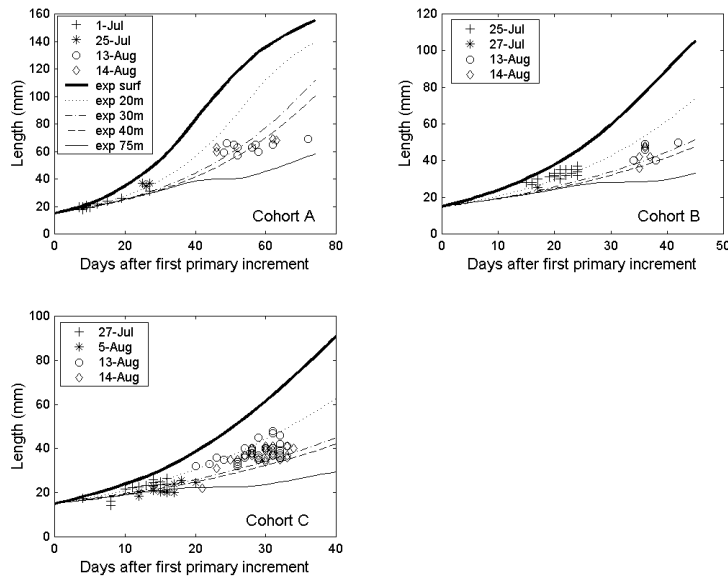 160
140
120
100
80
60
40
20
0
Length (mm)
1-Jul
25-Jul
13-Aug
14-Aug
exp surf
exp 20m
exp 30m
exp 40m
exp 75m
Cohort A
0 20 40 60 80
Days after first primary increment
120
100
80
60
40
20
0
Length (mm)
25-Jul
27-Jul
13-Aug
14-Aug
Cohort B
0 10 20 30 40 50
Days after first primary increment
100
80
60
40
20
0
Length (mm)
27-Jul
5-Aug
13-Aug
14-Aug
Cohort C
0 10 20 30 40
Days after first primary increment